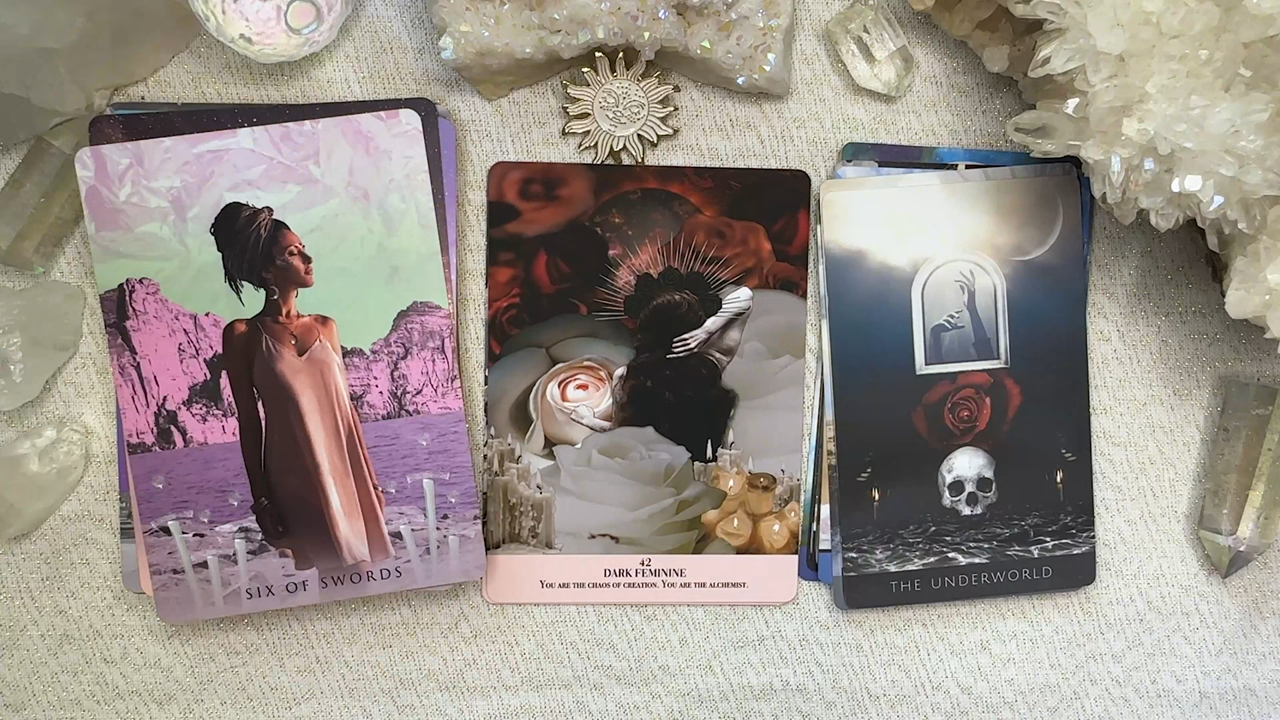 SIX OF SWORDS
42
DARK FEMININE
YOU ARE THE CHAOS OF CREATION. YOU ARE THE ALCHEMIST.
THE UNDERWORLD